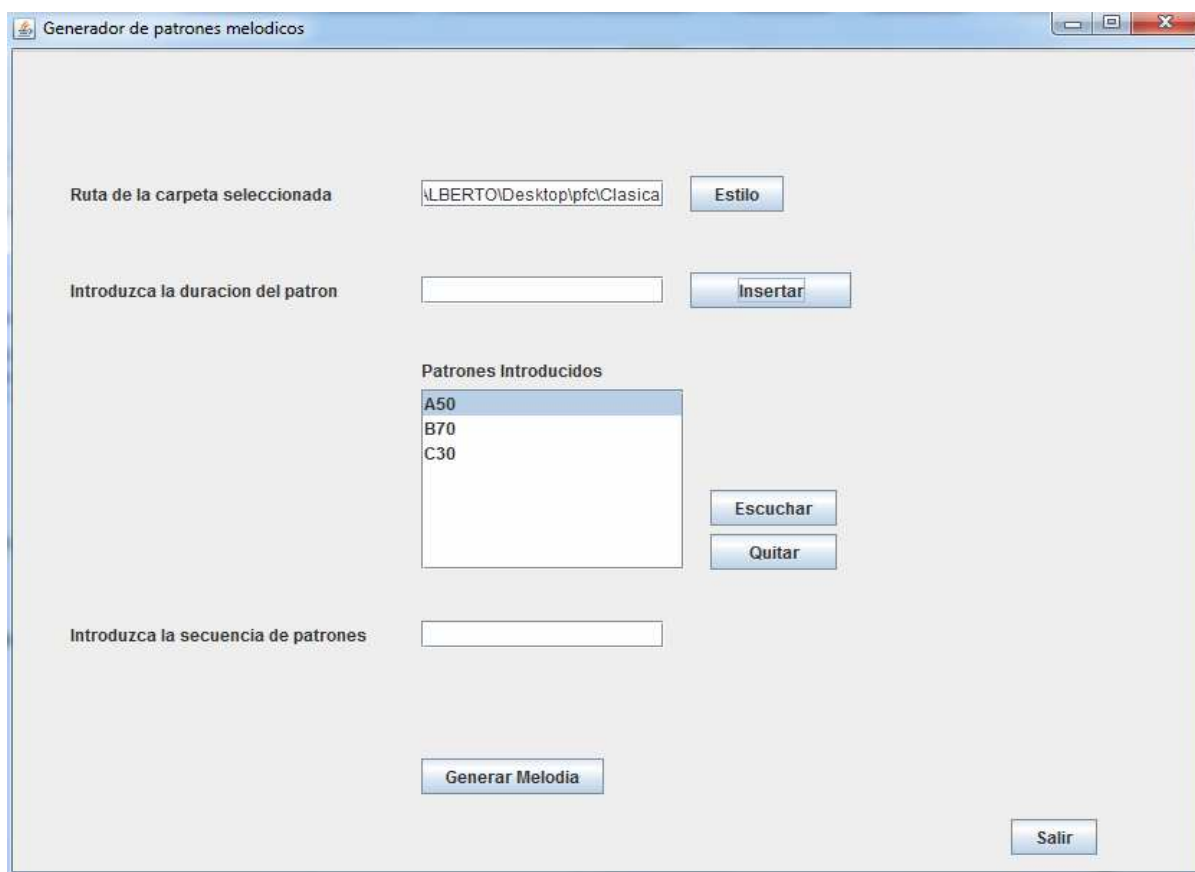 Generador de patrones melodicos
Ruta de la carpeta seleccionada
ALBERTO\Desktop\pfc\Clasica
Estilo
Introduzca la duracion del patron
Insertar
Patrones Introducidos
A50
B70
C30
Escuchar
Quitar
Introduzca la secuencia de patrones
Generar Melodia
Salir